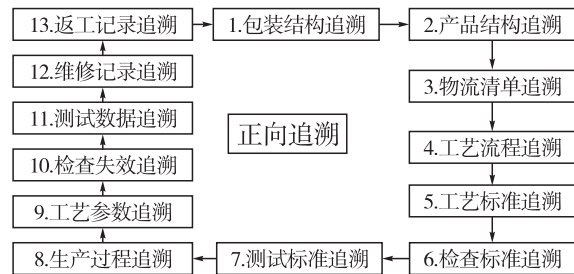 13.返工记录追溯
1.包装结构追溯
2.产品结构追溯
12.维修记录追溯
3.物流清单追溯
11.测试数据追溯
正向追溯
4.工艺流程追溯
10.检查失效追溯
5.工艺标准追溯
9.工艺参数追溯
8.生产过程追溯
7.测试标准追溯
6.检查标准追溯